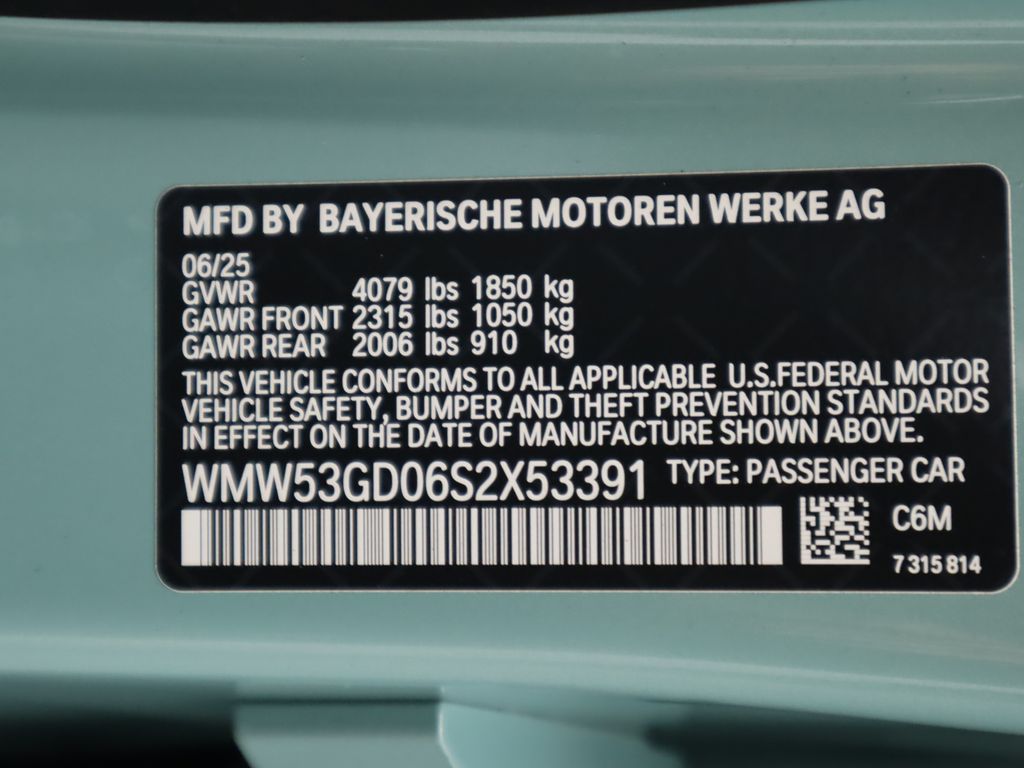 MFD BY BAYERISCHE MOTOREN WERKE AG
06/25
GVWR 4079 lbs 1850 kg
GAWR FRONT 2315 lbs 1050 kg
GAWR REAR 2006 lbs 910 kg
THIS VEHICLE CONFORMS TO ALL APPLICABLE U.S.FEDERAL MOTOR
VEHICLE SAFETY, BUMPER AND THEFT PREVENTION STANDARDS
IN EFFECT ON THE DATE OF MANUFACTURE SHOWN ABOVE.
WMW53GD06S2X53391 TYPE: PASSENGER CAR
C6M
7 315 814